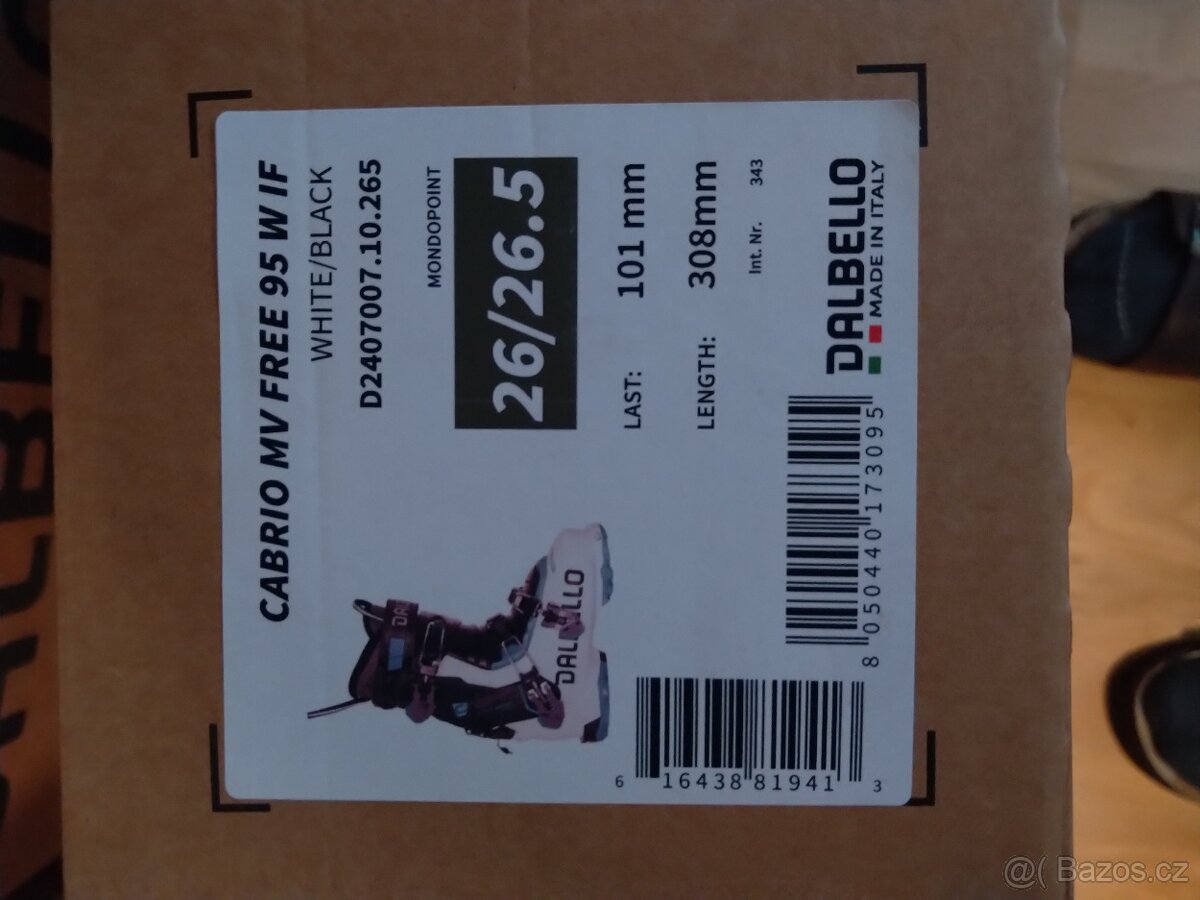 CABRIO MV FREE 95 W IF
WHITE/BLACK
D2407007.10.265
MONDOPOINT
26/26.5
LAST: 101 mm
LENGTH: 308mm
Int. Nr. 343
DALBELLO
MADE IN ITALY
DALBELLO
6 16438 81941 3
8 050440 173095
DALBELLO
@( Bazos.cz